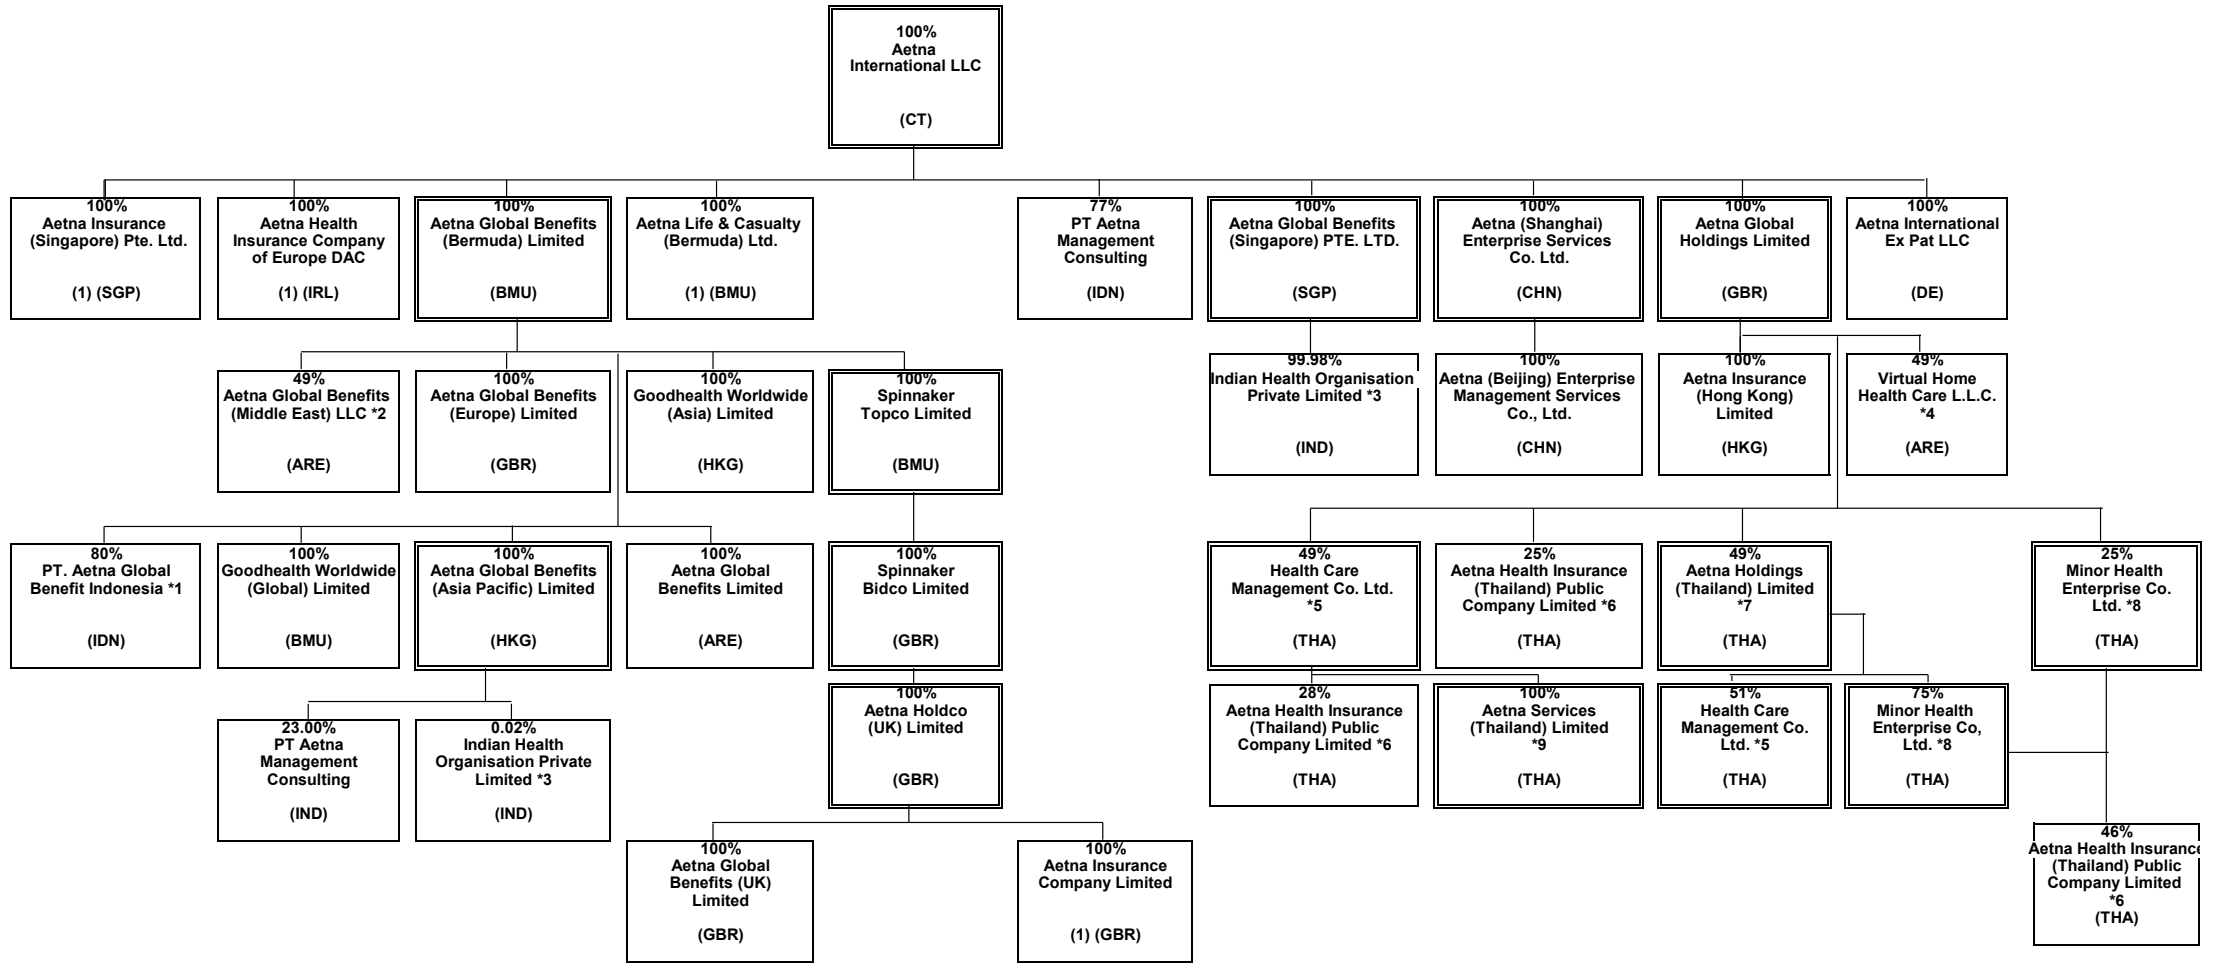 100%
Aetna
International LLC
(CT)
100%
Aetna Insurance
(Singapore) Pte. Ltd.
(1) (SGP)
100%
Aetna Health
Insurance Company
of Europe DAC
(1) (IRL)
100%
Aetna Global Benefits
(Bermuda) Limited
(BMU)
100%
Aetna Life & Casualty
(Bermuda) Ltd.
(1) (BMU)
77%
PT Aetna
Management
Consulting
(IDN)
100%
Aetna Global Benefits
(Singapore) PTE. LTD.
(SGP)
100%
Aetna (Shanghai)
Enterprise Services
Co. Ltd.
(CHN)
100%
Aetna Global
Holdings Limited
(GBR)
100%
Aetna International
Ex Pat LLC
(DE)
49%
Aetna Global Benefits
(Middle East) LLC *2
(ARE)
100%
Aetna Global Benefits
(Europe) Limited
(GBR)
100%
Goodhealth Worldwide
(Asia) Limited
(HKG)
100%
Spinnaker
Topco Limited
(BMU)
99.98%
Indian Health Organisation
Private Limited *3
(IND)
100%
Aetna (Beijing) Enterprise
Management Services
Co., Ltd.
(CHN)
100%
Aetna Insurance
(Hong Kong)
Limited
(HKG)
49%
Virtual Home
Health Care L.L.C.
*4
(ARE)
80%
PT. Aetna Global
Benefit Indonesia *1
(IDN)
100%
Goodhealth Worldwide
(Global) Limited
(BMU)
100%
Aetna Global Benefits
(Asia Pacific) Limited
(HKG)
100%
Aetna Global
Benefits Limited
(ARE)
100%
Spinnaker
Bidco Limited
(GBR)
49%
Health Care
Management Co. Ltd.
*5
(THA)
25%
Aetna Health Insurance
(Thailand) Public
Company Limited *6
(THA)
49%
Aetna Holdings
(Thailand) Limited
*7
(THA)
25%
Minor Health
Enterprise Co.
Ltd. *8
(THA)
23.00%
PT Aetna
Management
Consulting
(IND)
0.02%
Indian Health
Organisation Private
Limited *3
(IND)
100%
Aetna Holdco
(UK) Limited
(GBR)
28%
Aetna Health Insurance
(Thailand) Public
Company Limited *6
(THA)
100%
Aetna Services
(Thailand) Limited
*9
(THA)
51%
Health Care
Management Co.
Ltd. *5
(THA)
75%
Minor Health
Enterprise Co,
Ltd. *8
(THA)
100%
Aetna Global
Benefits (UK)
Limited
(GBR)
100%
Aetna Insurance
Company Limited
(1) (GBR)
46%
Aetna Health Insurance
(Thailand) Public
Company Limited
*6
(THA)